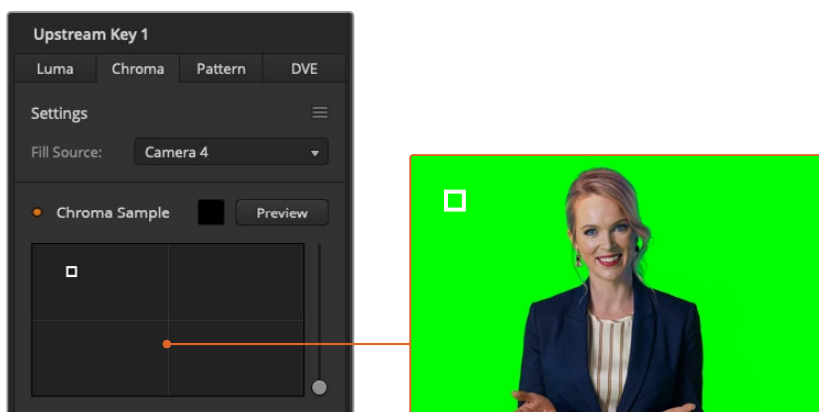 Upstream Key 1
Luma Chroma Pattern DVE
Settings
Fill Source: Camera 4
Chroma Sample Preview